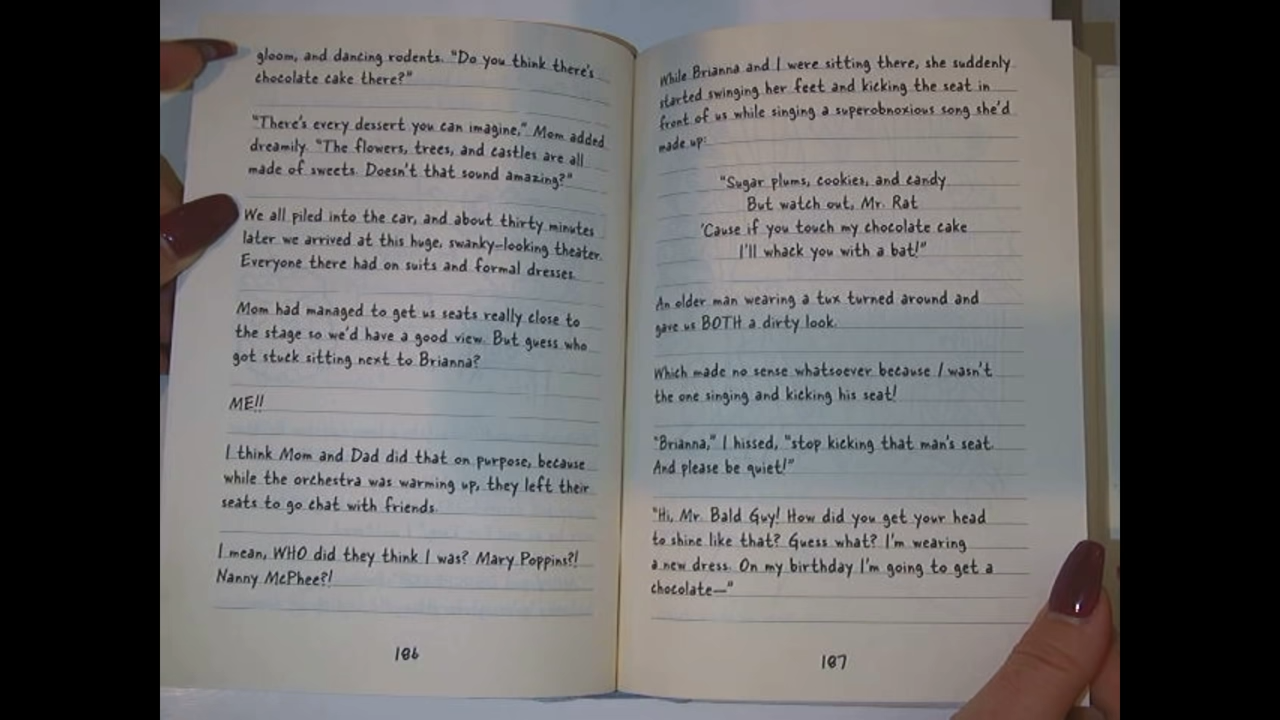 gloom, and dancing rodents. "Do you think there's
chocolate cake there?"
"There's every dessert you can imagine," Mom added
dreamily. "The flowers, trees, and castles are all
made of sweets. Doesn't that sound amazing?"
We all piled into the car, and about thirty minutes
later we arrived at this huge, swanky-looking theater.
Everyone there had on suits and formal dresses.
Mom had managed to get us seats really close to
the stage so we'd have a good view. But guess who
got stuck sitting next to Brianna?
ME!!
I think Mom and Dad did that on purpose, because
while the orchestra was warming up, they left their
seats to go chat with friends.
I mean, WHO did they think I was? Mary Poppins?!
Nanny McPhee?!
186
While Brianna and I were sitting there, she suddenly
started swinging her feet and kicking the seat in
front of us while singing a superobnoxious song she'd
made up:
"Sugar plums, cookies, and candy
But watch out, Mr. Rat
'Cause if you touch my chocolate cake
I'll whack you with a bat!"
An older man wearing a tux turned around and
gave us BOTH a dirty look.
Which made no sense whatsoever because I wasn't
the one singing and kicking his seat!
"Brianna," I hissed, "stop kicking that man's seat.
And please be quiet!"
"Hi, Mr. Bald Guy! How did you get your head
to shine like that? Guess what? I'm wearing
a new dress. On my birthday I'm going to get a
chocolate—"
187